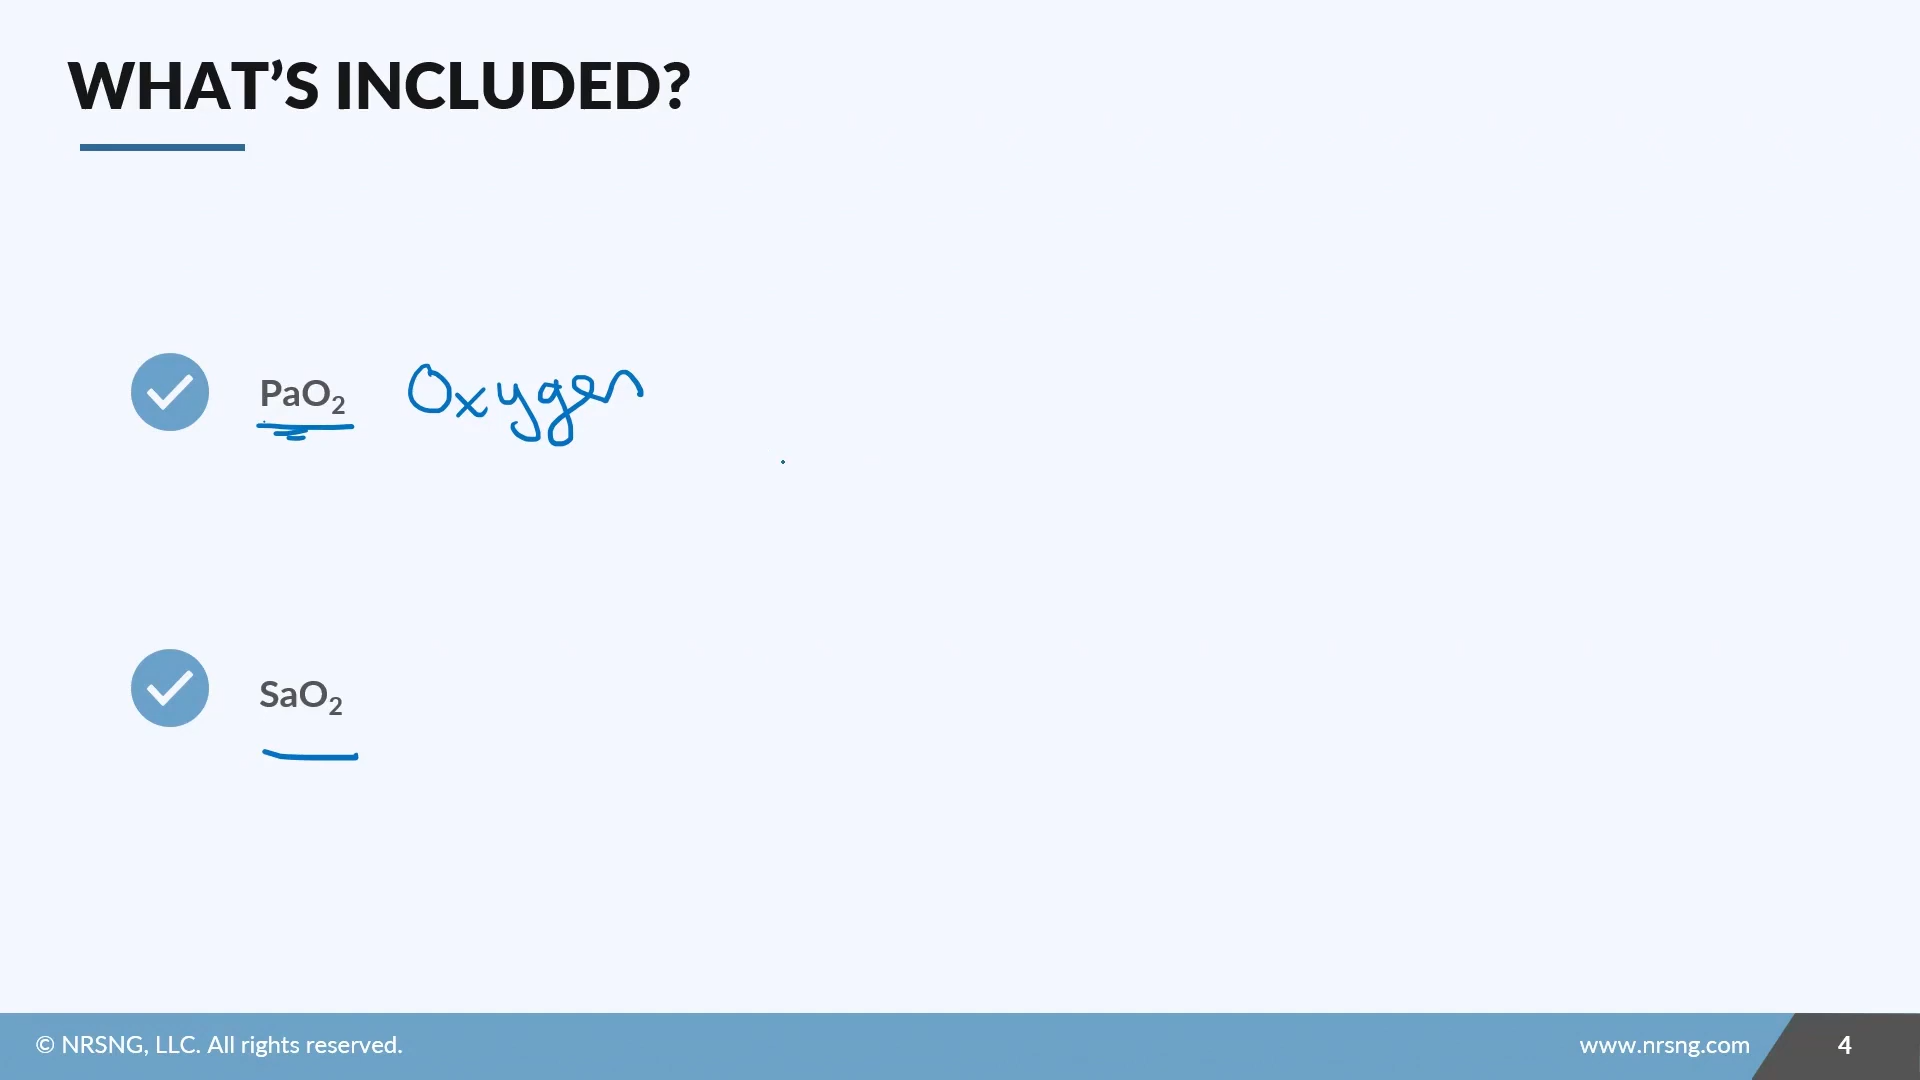 WHAT’S INCLUDED?
PaO₂ Oxygen
SaO₂
© NRSNG, LLC. All rights reserved. www.nrsng.com 4